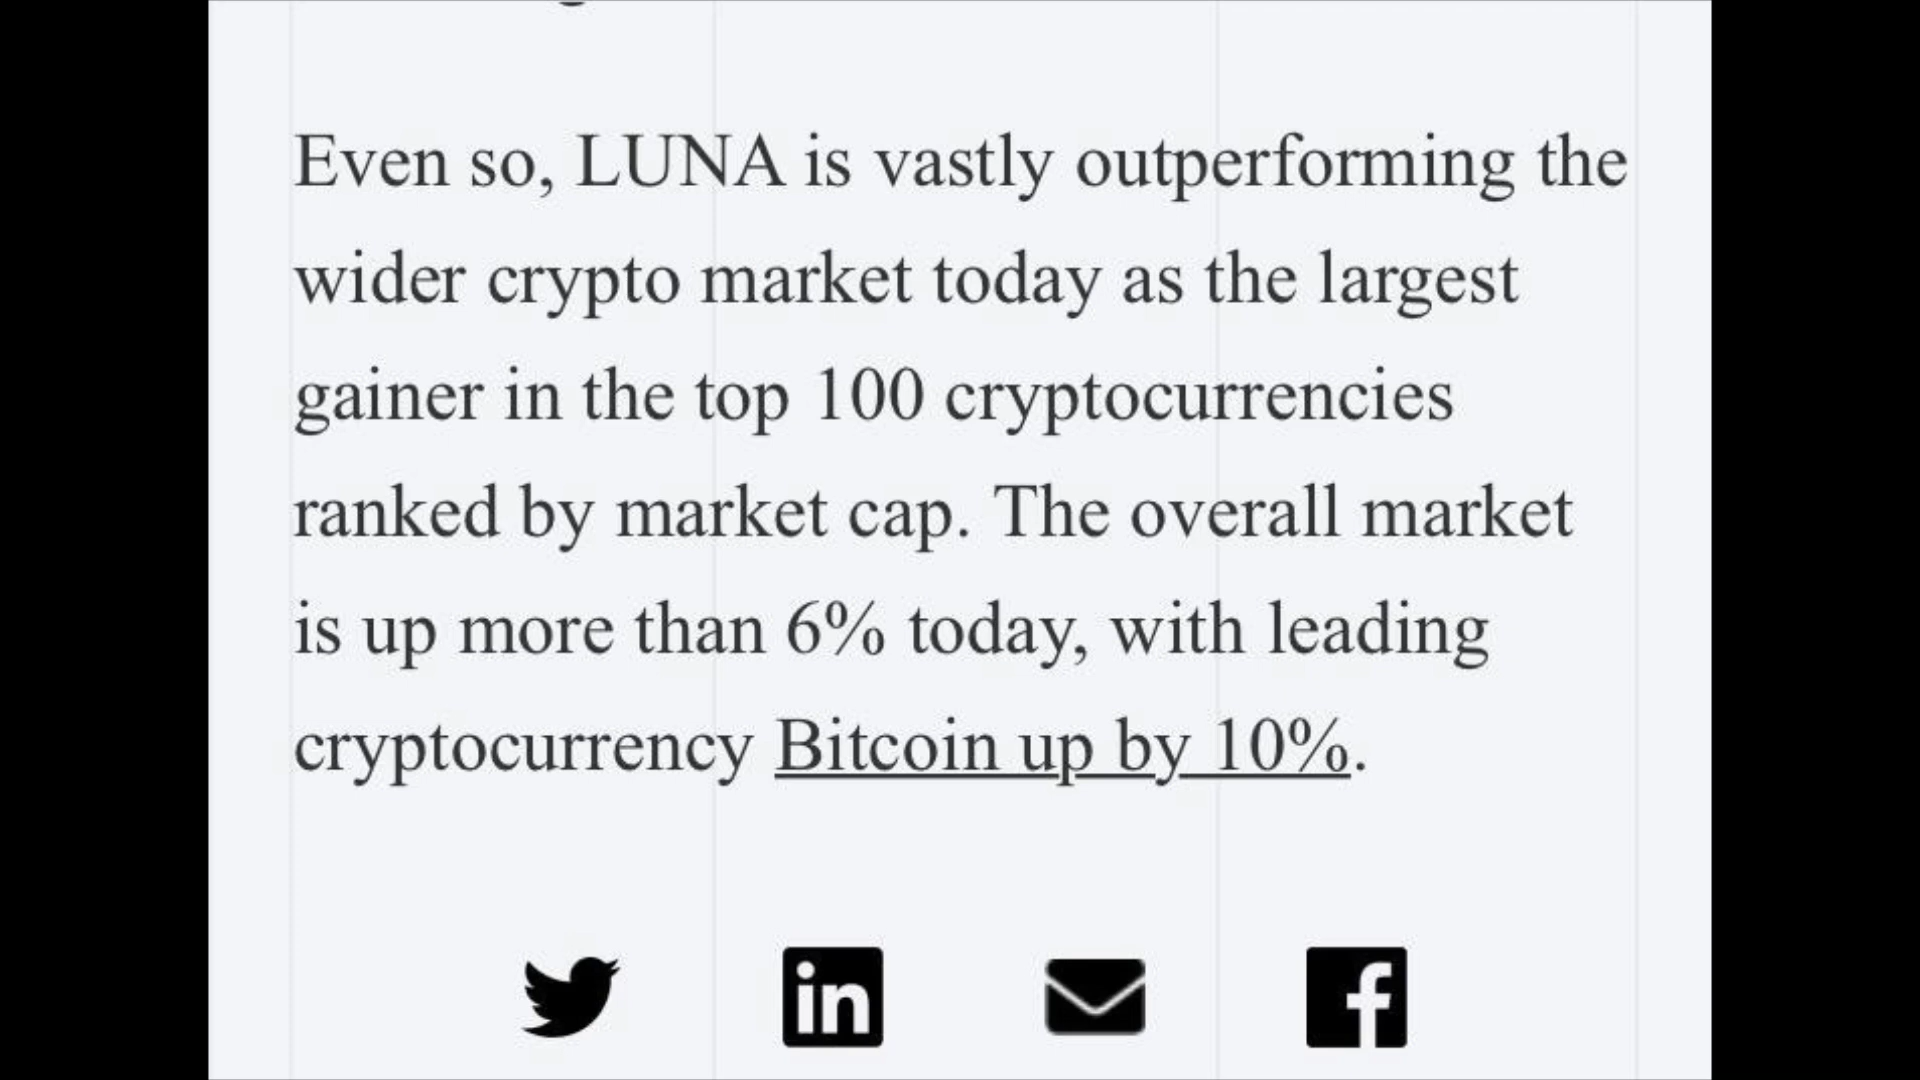 Even so, LUNA is vastly outperforming the
wider crypto market today as the largest
gainer in the top 100 cryptocurrencies
ranked by market cap. The overall market
is up more than 6% today, with leading
cryptocurrency Bitcoin up by 10%.
in f